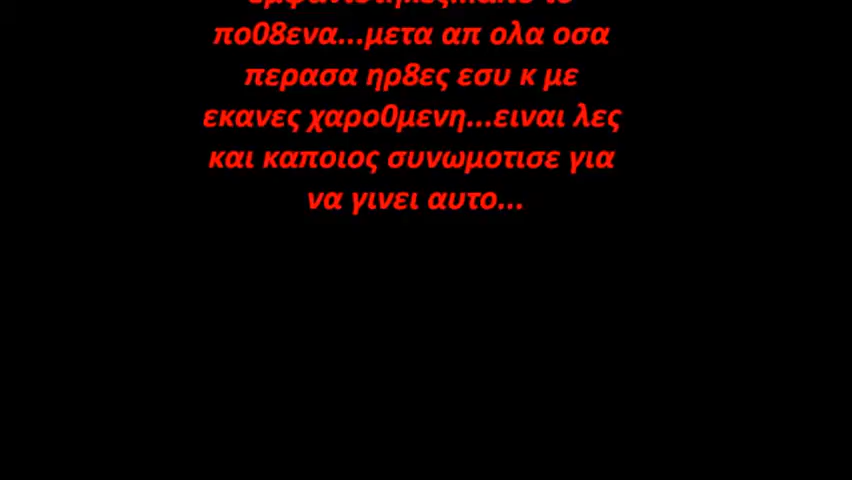 πο08ενα...μετα απ ολα οσα
περασα ηρ8ες εσυ κ με
εκανες χαρο0μενη...ειναι λες
και καποιος συνωμοτισε για
να γινει αυτο...